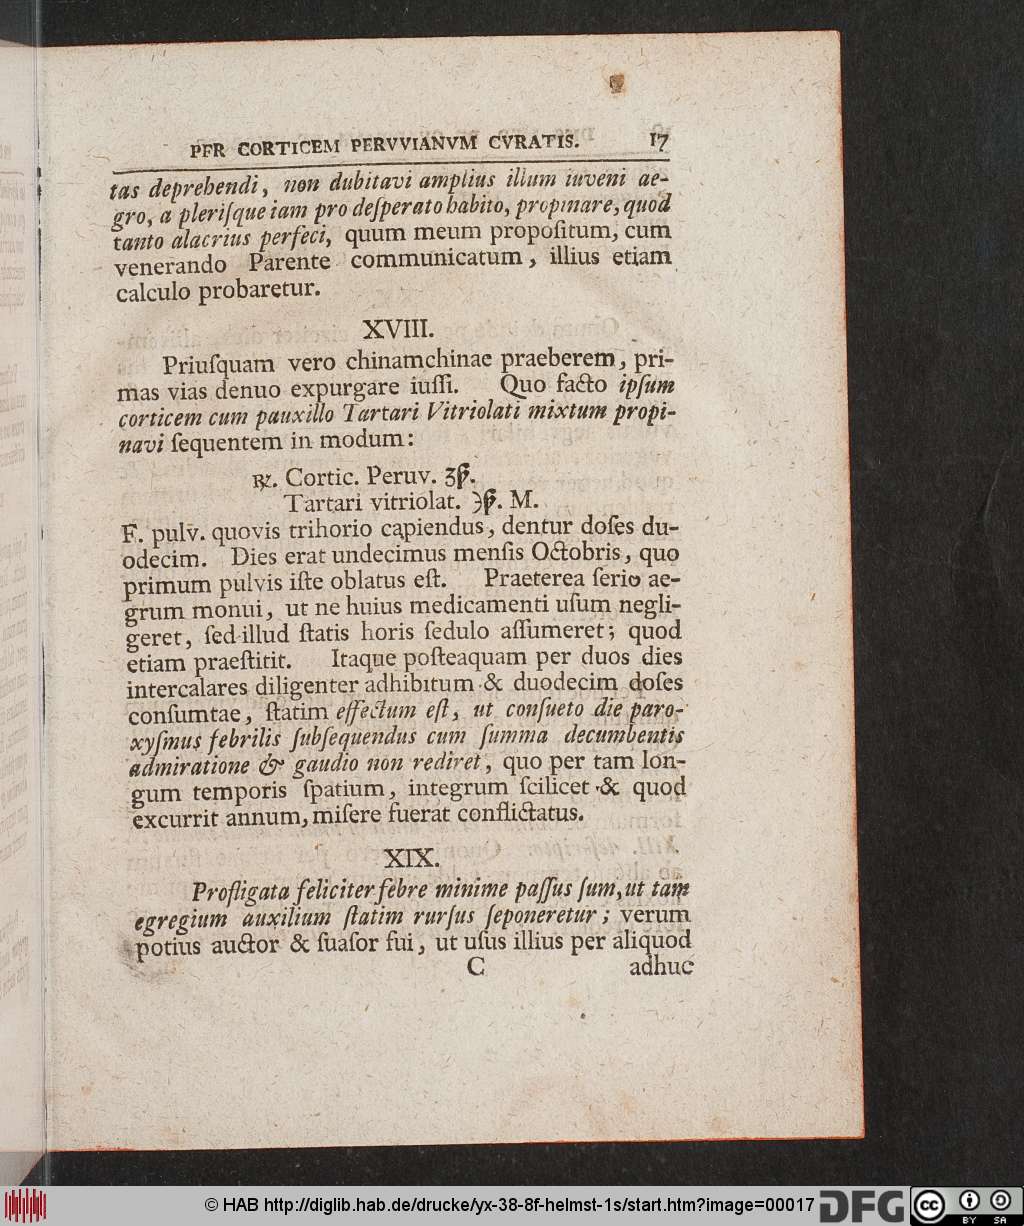 PER CORTICEM PERVVIANVM CVRATIS. 17
tas deprehendi, non dubitavi amplius illum iuveni ae-
gro, a pleriſque iam pro deſperato habito, propinare, quod
tanto alacrius perfeci, quum meum propoſitum, cum
venerando Parente communicatum, illius etiam
calculo probaretur.
XVIII.
Priuſquam vero chinamchinae praeberem, pri-
mas vias denuo expurgare iuſſi. Quo facto ipſum
corticem cum pauxillo Tartari Vitriolati mixtum propi-
navi ſequentem in modum:
℞. Cortic. Peruv. ʒβ.
Tartari vitriolat. ℈β. M.
F. pulv. quovis trihorio capiendus, dentur doſes du-
odecim. Dies erat undecimus menſis Octobris, quo
primum pulvis iſte oblatus eſt. Praeterea ſerio ae-
grum monui, ut ne huius medicamenti uſum negli-
geret, ſed illud ſtatis horis ſedulo aſſumeret; quod
etiam praeſtitit. Itaque poſteaquam per duos dies
intercalares diligenter adhibitum & duodecim doſes
conſumtae, ſtatim effectum eſt, ut conſueto die paro-
xyſmus febrilis ſubſequendus cum ſumma decumbentis
admiratione & gaudio non rediret, quo per tam lon-
gum temporis ſpatium, integrum ſcilicet & quod
excurrit annum, miſere fuerat conflictatus.
XIX.
Profligata feliciter febre minime paſſus ſum, ut tam
egregium auxilium ſtatim rurſus ſeponeretur; verum
potius auctor & ſuaſor fui, ut uſus illius per aliquod
C adhuc
© HAB http://diglib.hab.de/drucke/yx-38-8f-helmst-1s/start.htm?image=00017 DFG cc BY SA